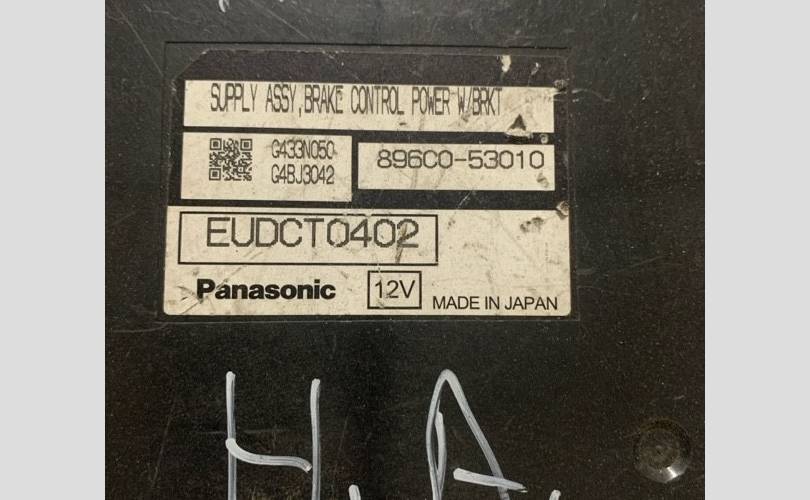 SUPPLY ASSY,BRAKE CONTROL POWER W/BRKT
G433N050
G4BJ3042
896C0-53010
EUDCT0402
Panasonic
12V
MADE IN JAPAN
H.A.